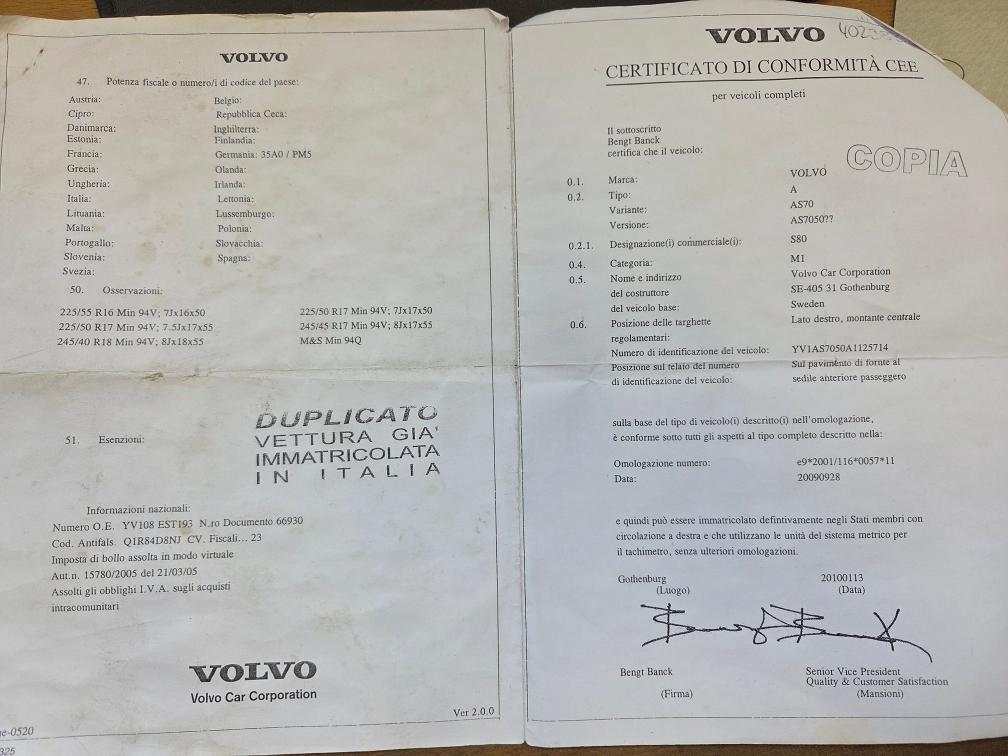 VOLVO
47. Potenza fiscale o numero/i di codice del paese:
Austria: Belgio:
Cipro: Repubblica Ceca:
Danimarca: Inghilterra:
Estonia: Finlandia:
Francia: Germania: 35A0 / PM5
Grecia: Olanda:
Ungheria: Irlanda:
Italia: Lettonia:
Lituania: Lussemburgo:
Malta: Polonia:
Portogallo: Slovacchia:
Slovenia: Spagna:
Svezia:
50. Osservazioni:
225/55 R16 Min 94V; 7Jx16x50 225/50 R17 Min 94V; 7Jx17x50
225/50 R17 Min 94V; 7.5Jx17x55 245/45 R17 Min 94V; 8Jx17x55
245/40 R18 Min 94V; 8Jx18x55 M&S Min 94Q
51. Esenzioni:
DUPLICATO
VETTURA GIA'
IMMATRICOLATA
IN ITALIA
Informazioni nazionali:
Numero O.E. YV108 EST193 N.ro Documento 66930
Cod. Antifals. Q1R84D8NJ CV. Fiscali... 23
Imposta di bollo assolta in modo virtuale
Aut.n. 15780/2005 del 21/03/05
Assolti gli obblighi I.V.A. sugli acquisti
intracomunitari
VOLVO
Volvo Car Corporation
Ver 2.0.0
e-0520
325
VOLVO
CERTIFICATO DI CONFORMITÀ CEE
per veicoli completi
Il sottoscritto
Bengt Banck
certifica che il veicolo:
COPIA
0.1. Marca: VOLVO
0.2. Tipo: A
Variante: AS70
Versione: AS7050??
0.2.1. Designazione(i) commerciale(i): S80
0.4. Categoria: M1
0.5. Nome e indirizzo Volvo Car Corporation
del costruttore SE-405 31 Gothenburg
del veicolo base: Sweden
0.6. Posizione delle targhette Lato destro, montante centrale
regolamentari:
Numero di identificazione del veicolo: YV1AS7050A1125714
Posizione sul telaio del numero Sul pavimento di fornte al
di identificazione del veicolo: sedile anteriore passeggero
sulla base del tipo di veicolo(i) descritto(i) nell'omologazione,
è conforme sotto tutti gli aspetti al tipo completo descritto nella:
Omologazione numero: e9*2001/116*0057*11
Data: 20090928
e quindi può essere immatricolato defintivamente negli Stati membri con
circolazione a destra e che utilizzano le unità del sistema metrico per
il tachimetro, senza ulteriori omologazioni.
Gothenburg 20100113
(Luogo) (Data)
Bengt Banck Senior Vice President
Quality & Customer Satisfaction
(Firma) (Mansioni)